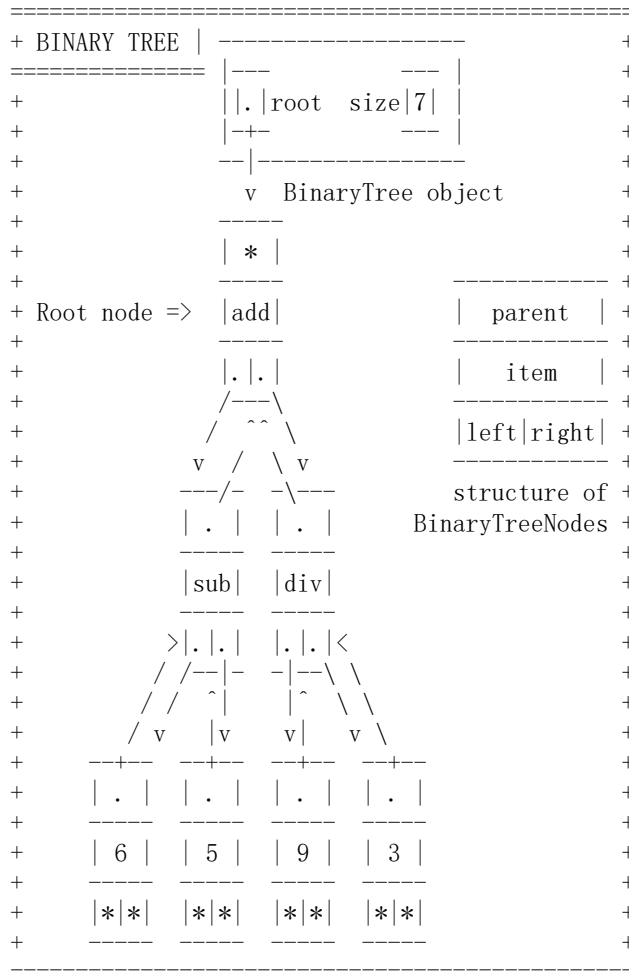 BINARY TREE
root size 7
BinaryTree object
*
Root node => add parent
. . item
left right
structure of
. . BinaryTreeNodes
sub div
. . . .
. . . .
6 5 9 3
* * * * * * * *